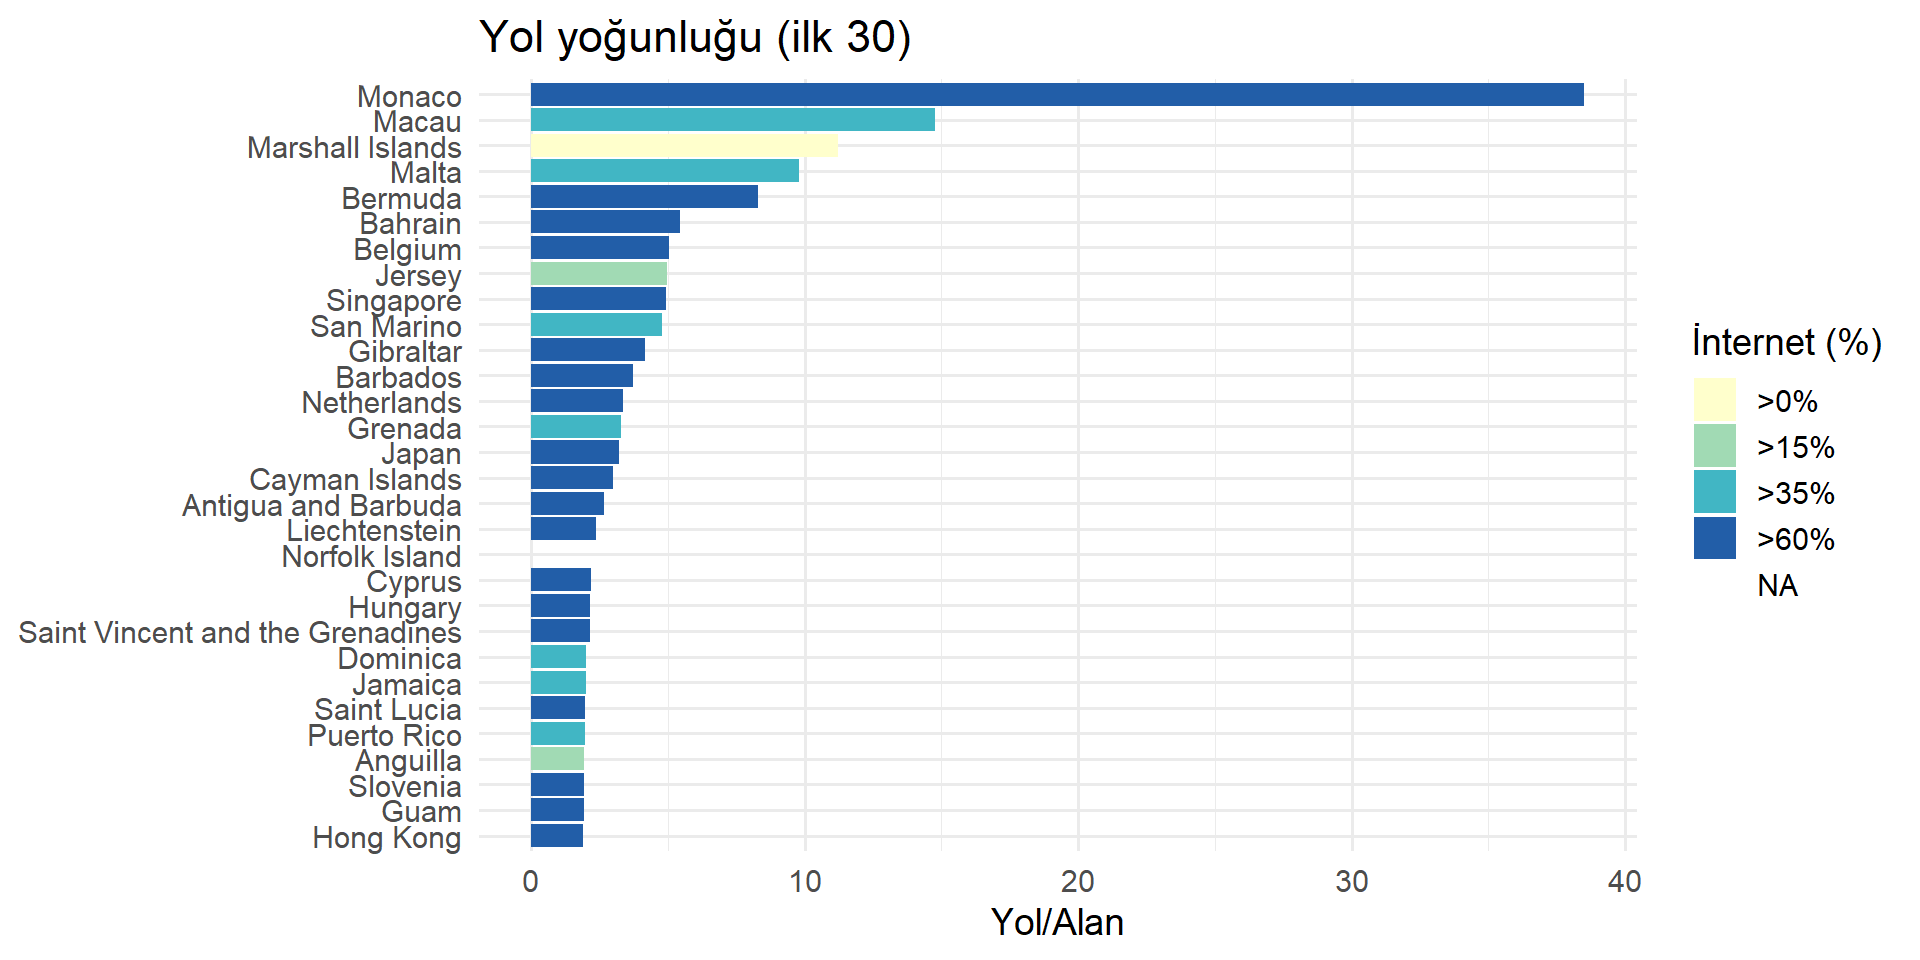 Yol yoğunluğu (ilk 30)
Monaco
Macau
Marshall Islands
Malta
Bermuda
Bahrain
Belgium
Jersey
Singapore
San Marino
Gibraltar
Barbados
Netherlands
Grenada
Japan
Cayman Islands
Antigua and Barbuda
Liechtenstein
Norfolk Island
Cyprus
Hungary
Saint Vincent and the Grenadines
Dominica
Jamaica
Saint Lucia
Puerto Rico
Anguilla
Slovenia
Guam
Hong Kong
0 10 20 30 40
Yol/Alan
İnternet (%)
>0%
>15%
>35%
>60%
NA